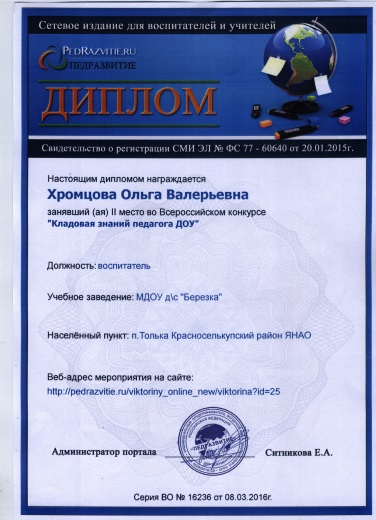 Сетевое издание для воспитателей и учителей
PEDRAZVITIE.RU
ПЕДРАЗВИТИЕ
ДИПЛОМ
Свидетельство о регистрации СМИ ЭЛ № ФС 77 - 60640 от 20.01.2015г.
Настоящим дипломом награждается
Хромцова Ольга Валерьевна
занявший (ая) II место во Всероссийском конкурсе
"Кладовая знаний педагога ДОУ"
Должность: воспитатель
Учебное заведение: МДОУ д\с "Березка"
Населённый пункт: п.Толька Красноселькупский район ЯНАО
Веб-адрес мероприятия на сайте:
http://pedrazvitie.ru/viktoriny_online_new/viktorina?id=25
Администратор портала Ситникова Е.А.
ПЕДРАЗВИТИЕ
Серия ВО № 16236 от 08.03.2016г.